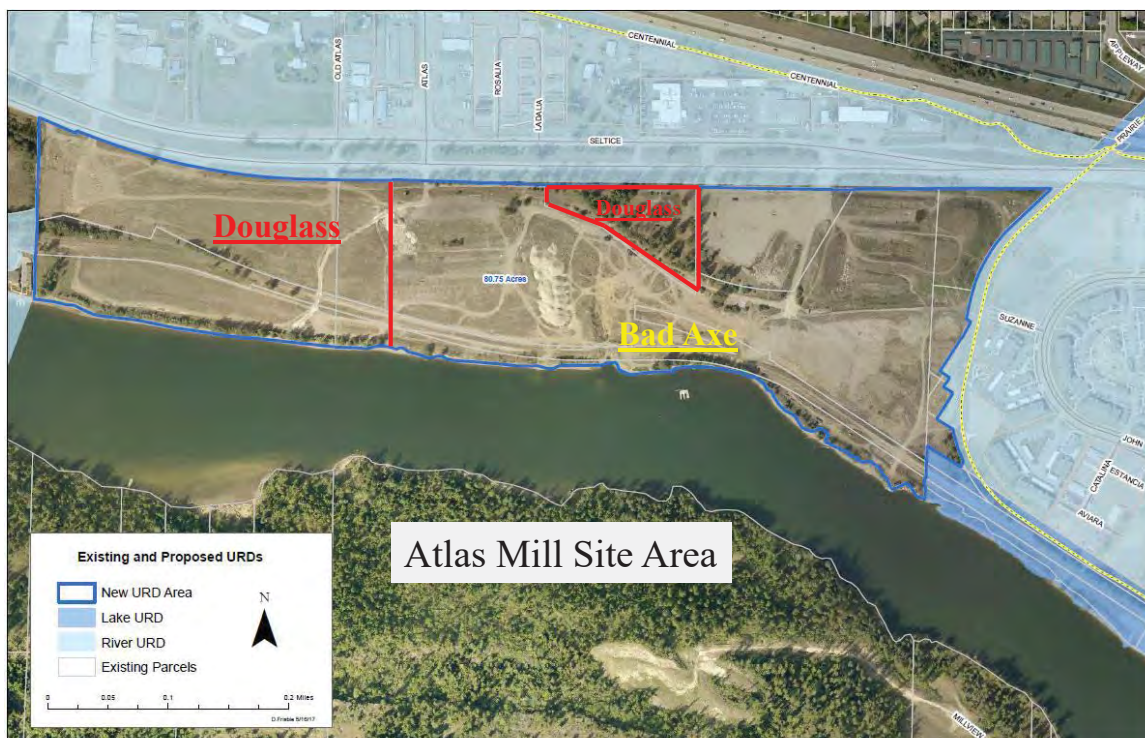 CENTENNIAL
CENTENNIAL
APPLEWAY
PRAIRIE
OLD ATLAS
ATLAS
ROSALIA
LADALIA
SELTICE
Douglass
Douglass
80.75 Acres
Bad Axe
SUZANNE
JOHN
ESTANCIA
CATALINA
AVIARA
Atlas Mill Site Area
Existing and Proposed URDs
New URD Area
Lake URD
River URD
Existing Parcels
N
0 0.05 0.1 0.2 Miles
D.Frable 5/16/17
MILLVIEW